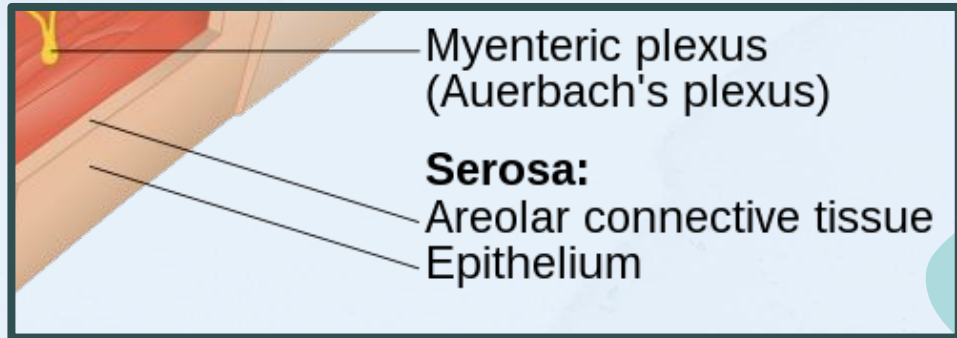 Myenteric plexus
(Auerbach's plexus)
Serosa:
Areolar connective tissue
Epithelium